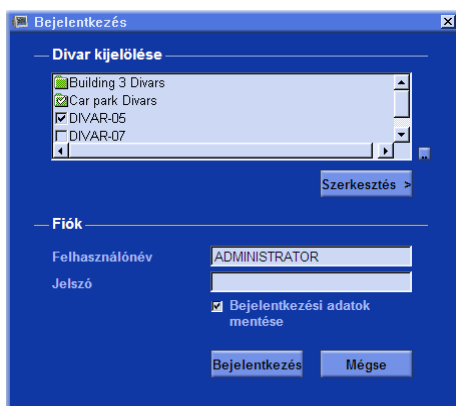 Bejelentkezés
Divar kijelölése
Building 3 Divars
Car park Divars
DIVAR-05
DIVAR-07
Szerkesztés >
Fiók
Felhasználónév ADMINISTRATOR
Jelszó
Bejelentkezési adatok
mentése
Bejelentkezés Mégse